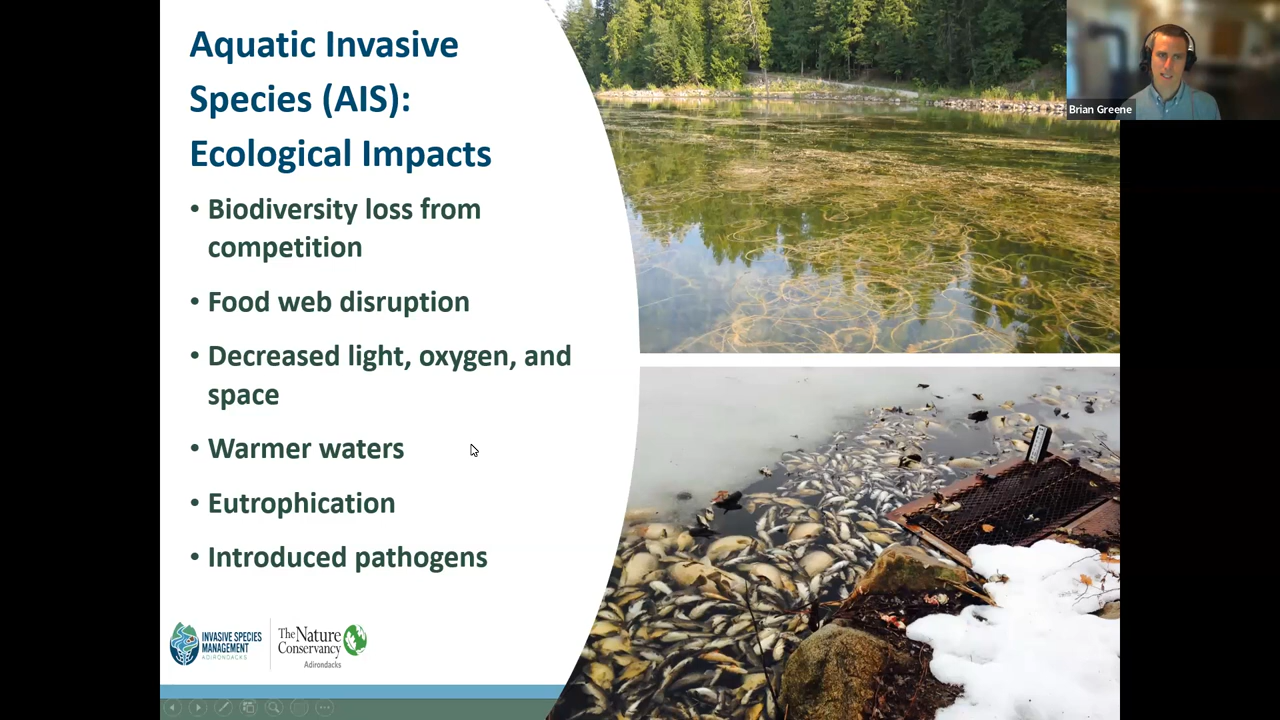 Aquatic Invasive
Species (AIS):
Ecological Impacts
• Biodiversity loss from
competition
• Food web disruption
• Decreased light, oxygen, and
space
• Warmer waters
• Eutrophication
• Introduced pathogens
INVASIVE SPECIES
MANAGEMENT
ADIRONDACKS
The Nature
Conservancy
Adirondacks
Brian Greene